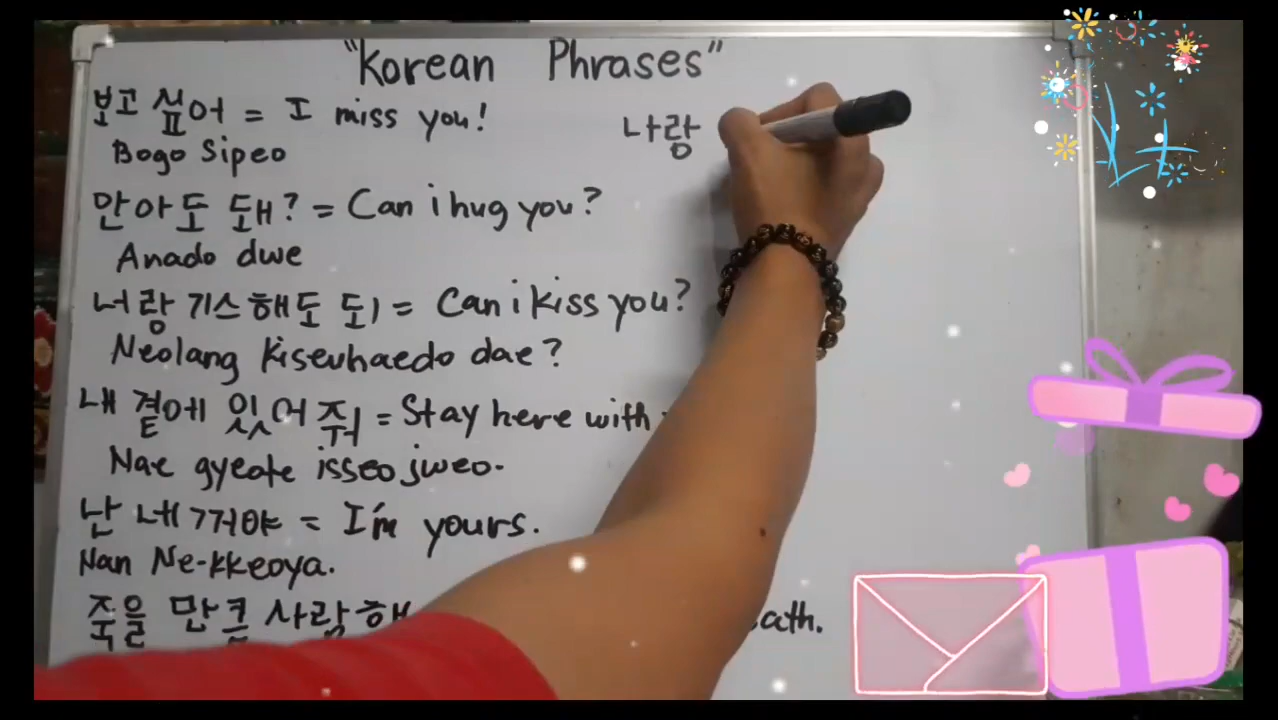 "Korean Phrases"
보고 싶어 = I miss you!
Bogo Sipeo
안아도 돼? = Can i hug you?
Anado dwe
너랑 기스해도 도ㅣ = Can i kiss you?
Neolang Kiseuhaedo dae?
내 곁에 있어 줘 = Stay here with
Nae gyeote isseo jweo.
난 네 꺼야 = I'm yours.
Nan Ne-KKeoya.
죽을 만큼 사랑해
나랑